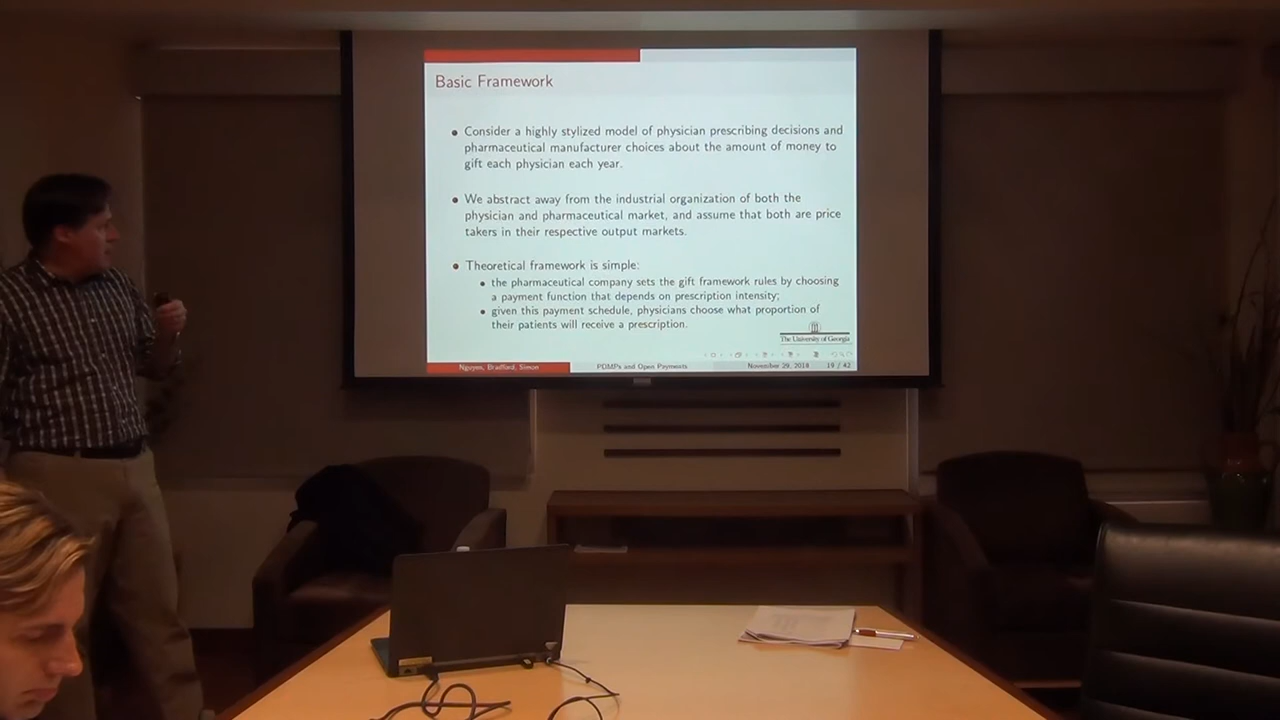 Basic Framework
• Consider a highly stylized model of physician prescribing decisions and
pharmaceutical manufacturer choices about the amount of money to
gift each physician each year.
• We abstract away from the industrial organization of both the
physician and pharmaceutical market, and assume that both are price
takers in their respective output markets.
• Theoretical framework is simple:
• the pharmaceutical company sets the gift framework rules by choosing
a payment function that depends on prescription intensity;
• given this payment schedule, physicians choose what proportion of
their patients will receive a prescription.
The University of Georgia
Nguyen, Bradford, Simon
PDMPs and Open Payments
November 29, 2018
19 / 42